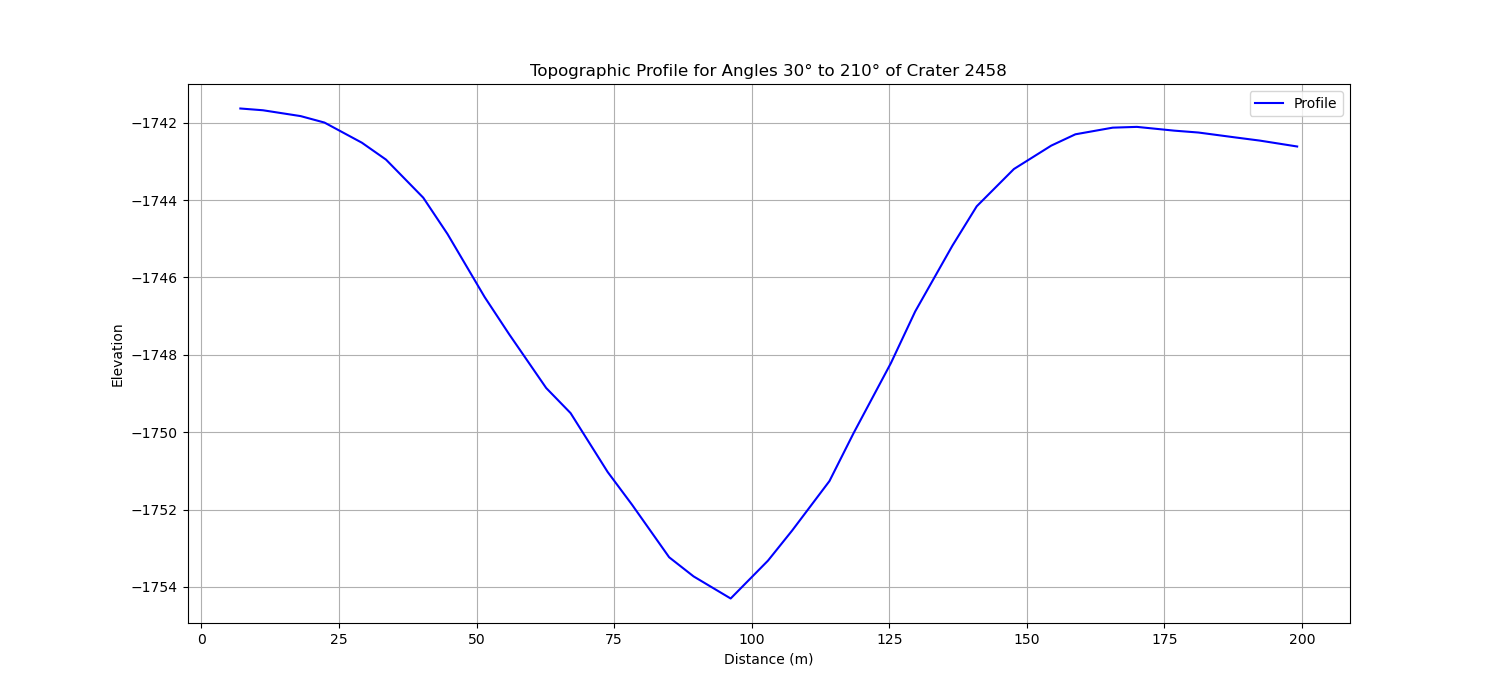 Topographic Profile for Angles 30° to 210° of Crater 2458
Profile
Elevation
−1742
−1744
−1746
−1748
−1750
−1752
−1754
0 25 50 75 100 125 150 175 200
Distance (m)